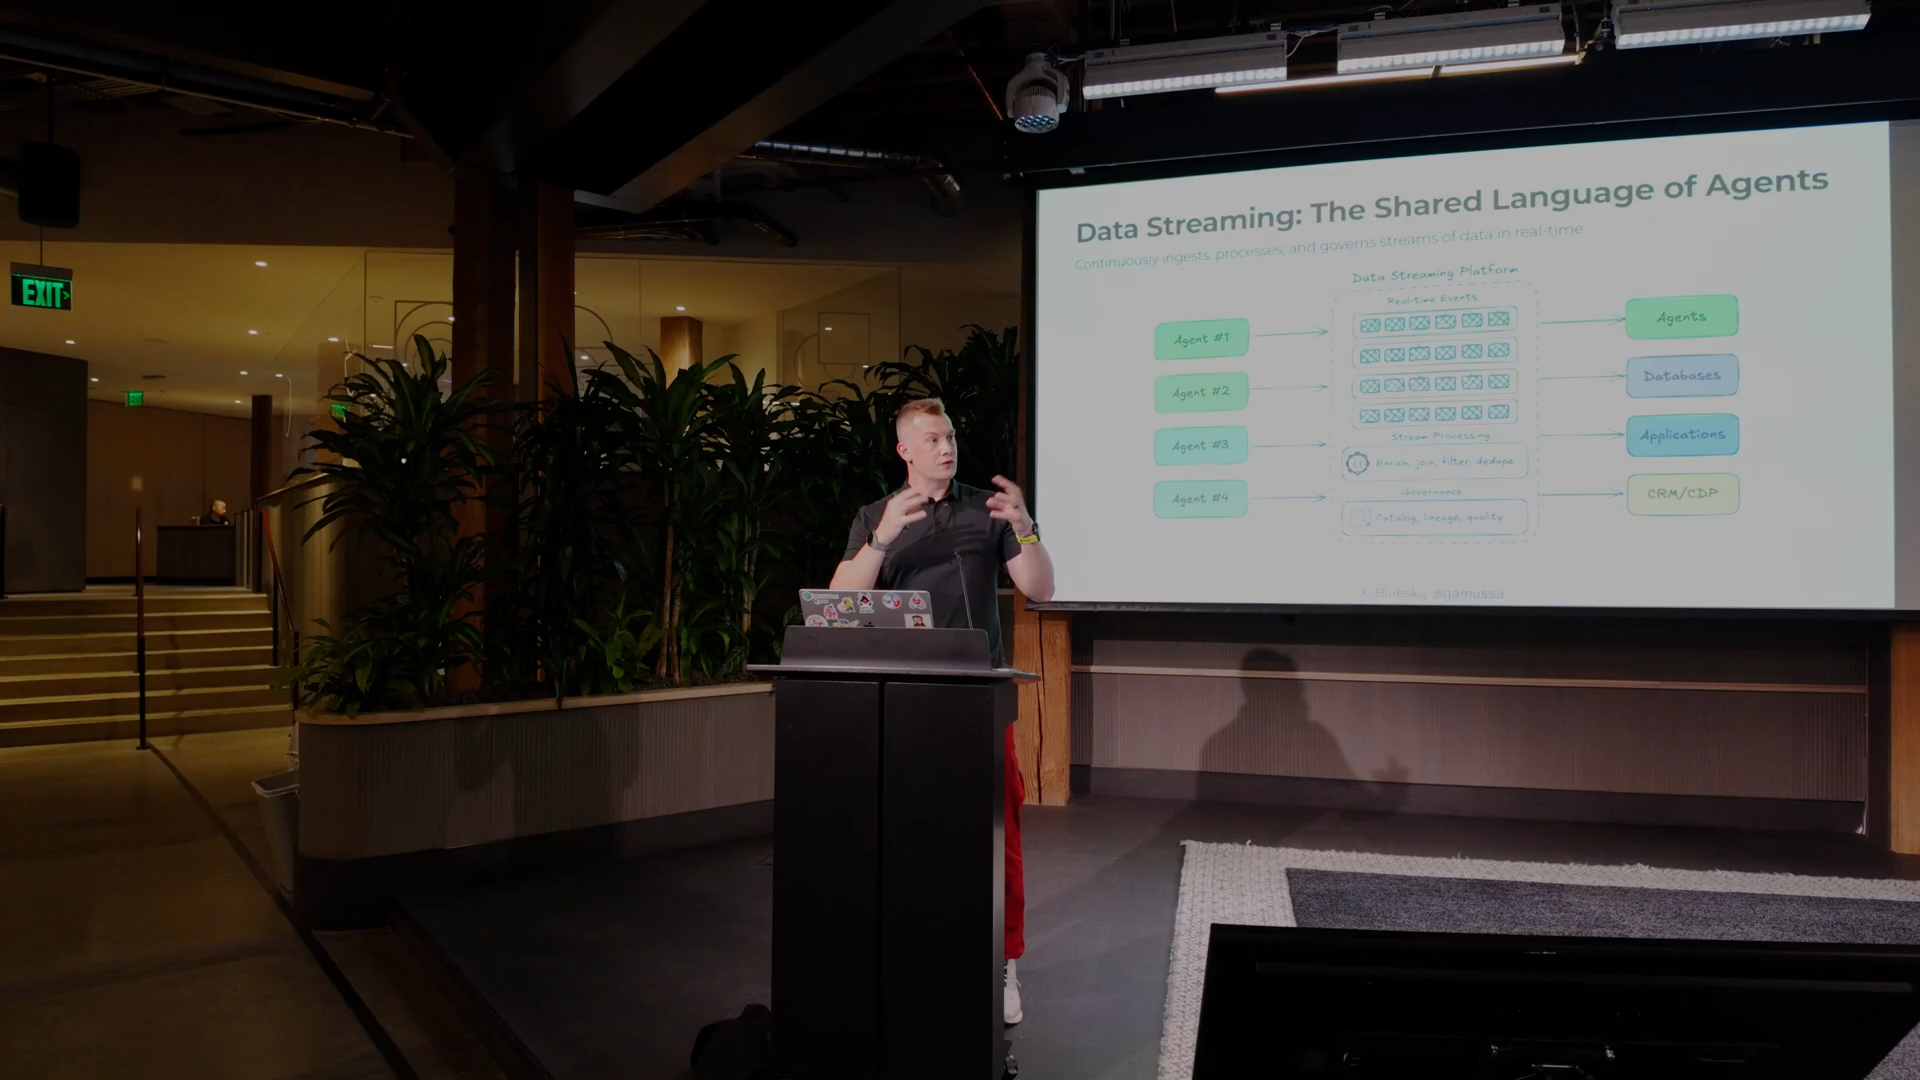 EXIT
Data Streaming: The Shared Language of Agents
Continuously ingests, processes, and governs streams of data in real-time
Data Streaming Platform
Real-time Events
Agent #1
Agent #2
Agent #3
Agent #4
Stream Processing
Enrich, join, filter, dedupe
Governance
Catalog, lineage, quality
Agents
Databases
Applications
CRM/CDP
X Bluesky @gamussa